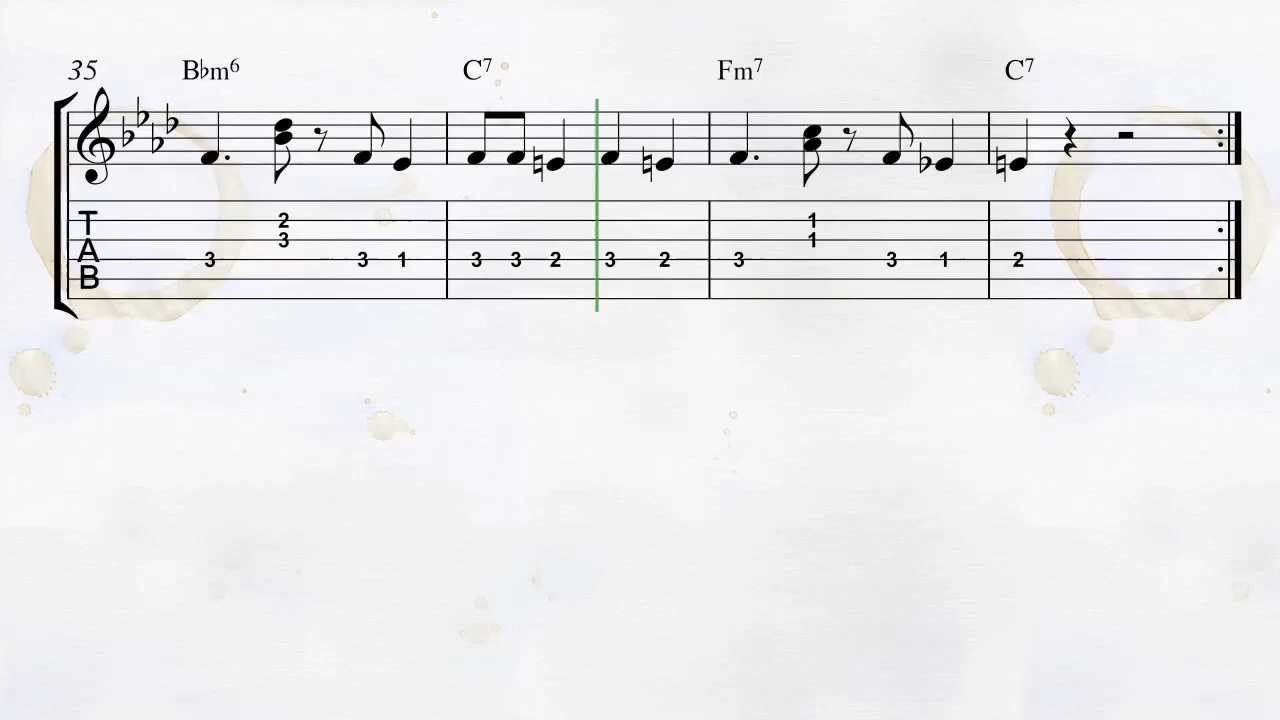 35 B♭m6 C7 Fm7 C7
2 1
T 3 1
A 3 3 1 3 3 2 3 2 3 3 1 2
B